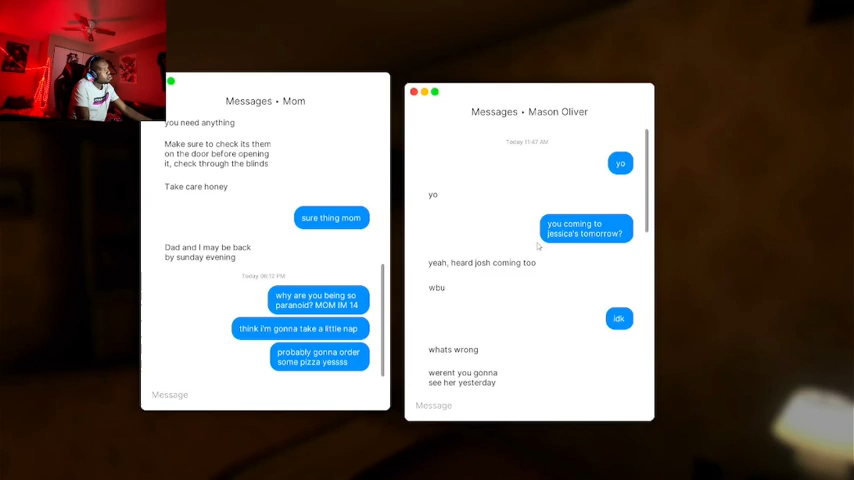 Messages • Mom
you need anything
Make sure to check its them
on the door before opening
it, check through the blinds
Take care honey
sure thing mom
Dad and I may be back
by sunday evening
Today 06:12 PM
why are you being so
paranoid? MOM IM 14
think i'm gonna take a little nap
probably gonna order
some pizza yessss
Message
Messages • Mason Oliver
Today 11:47 AM
yo
yo
you coming to
jessica's tomorrow?
yeah, heard josh coming too
wbu
idk
whats wrong
werent you gonna
see her yesterday
Message